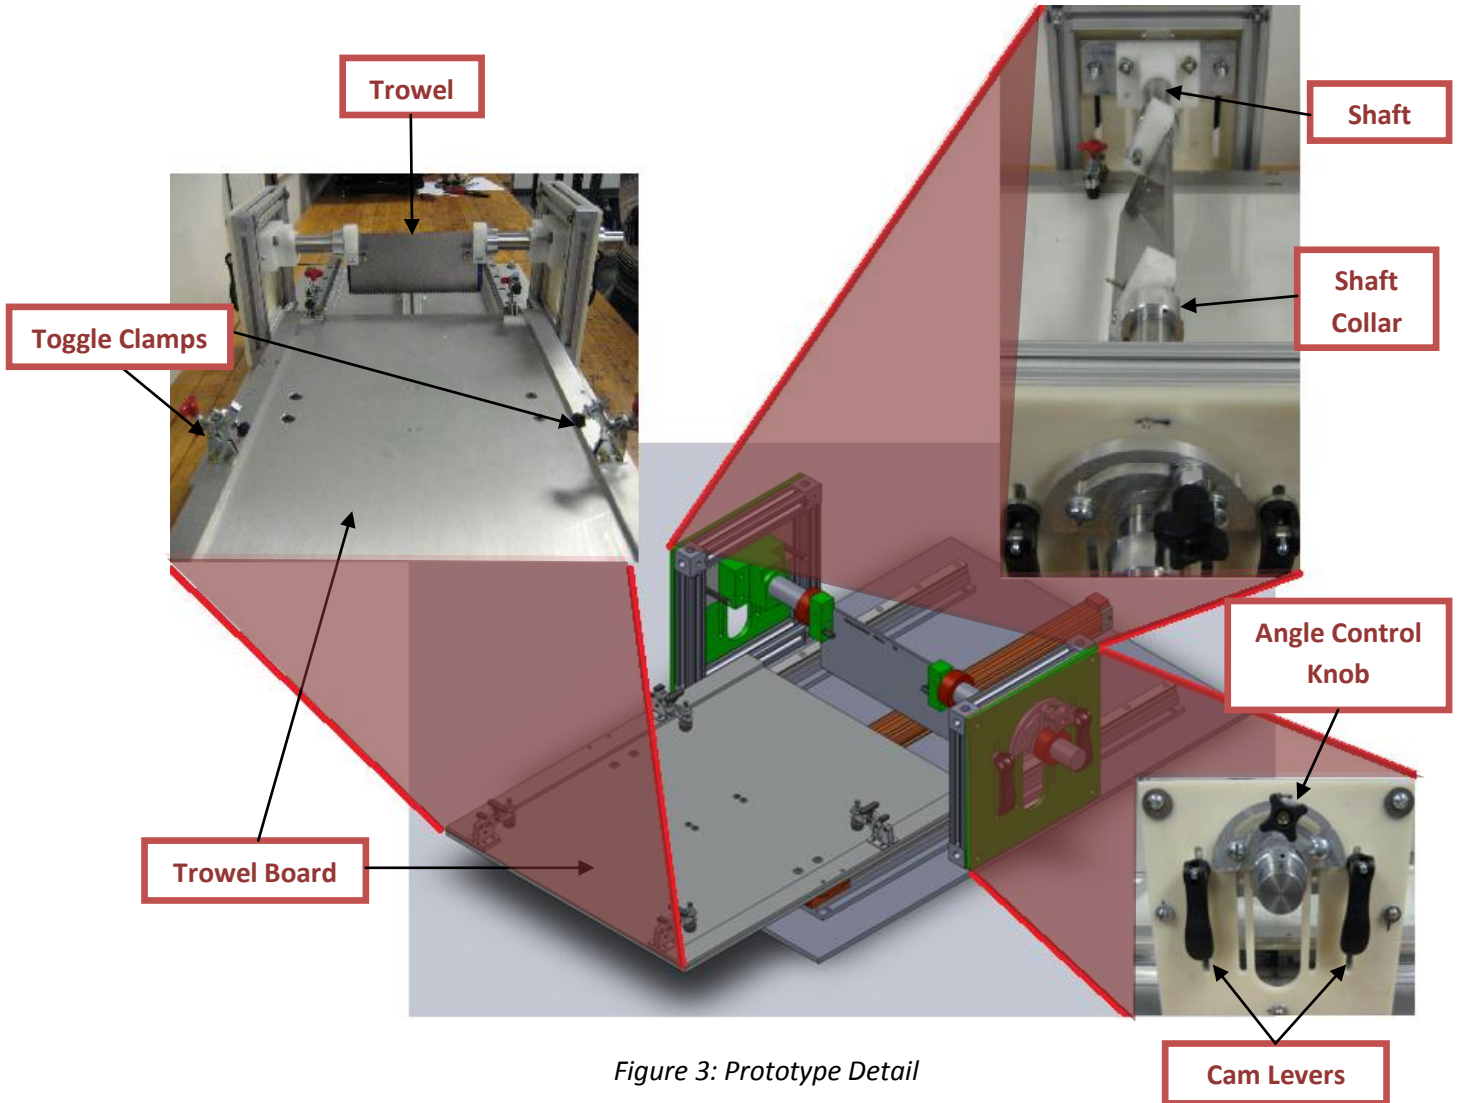 Trowel
Shaft
Shaft
Collar
Toggle Clamps
Angle Control
Knob
Trowel Board
Cam Levers
Figure 3: Prototype Detail